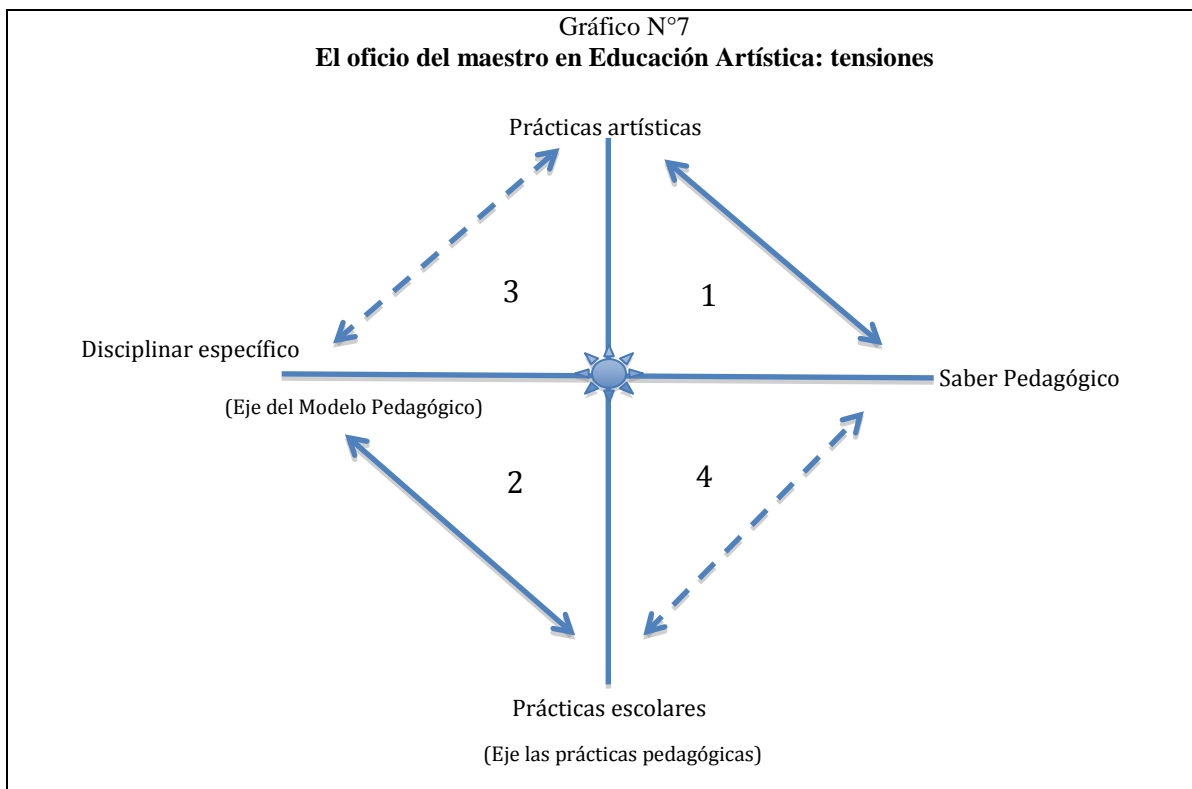 Gráfico N°7
El oficio del maestro en Educación Artística: tensiones
Prácticas artísticas
3
1
Disciplinar específico
Saber Pedagógico
(Eje del Modelo Pedagógico)
2
4
Prácticas escolares
(Eje las prácticas pedagógicas)